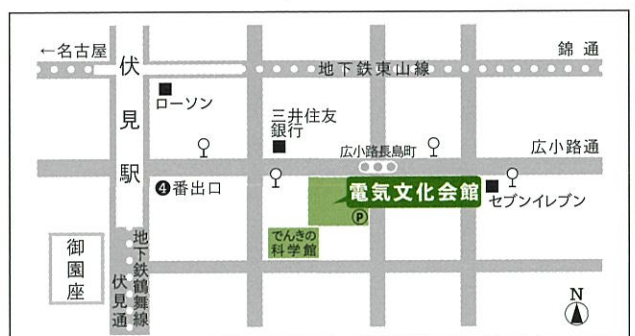 ←名古屋
錦通
伏見駅
地下鉄東山線
ローソン
三井住友
銀行
広小路長島町
広小路通
❹番出口
電気文化会館
セブンイレブン
P
でんきの
科学館
御園座
地下鉄鶴舞線
伏見通
N